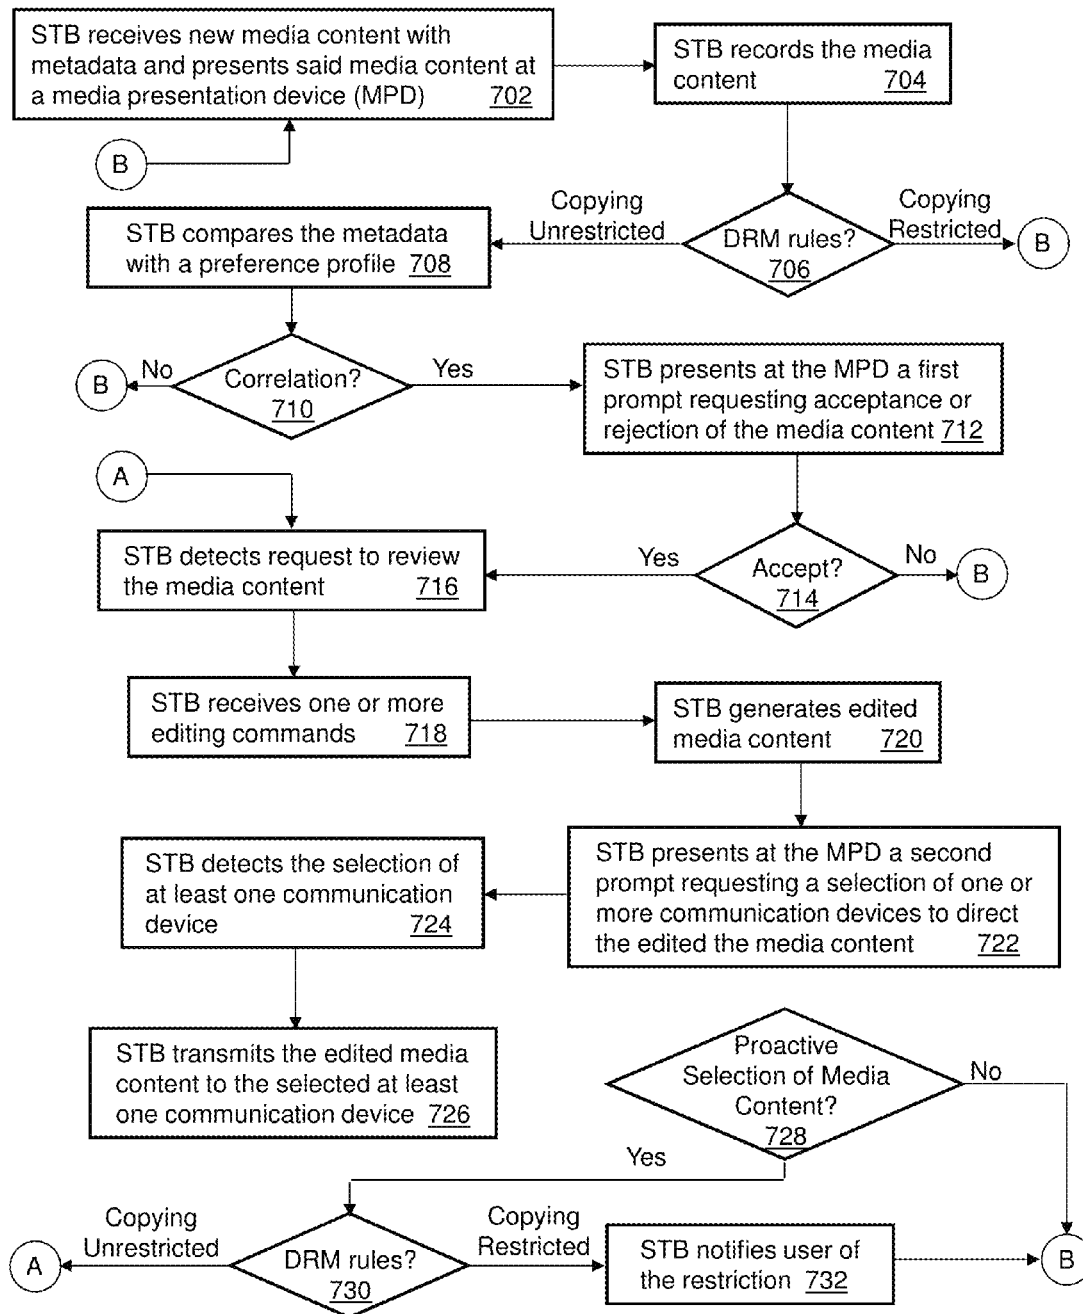 STB receives new media content with
metadata and presents said media content at
a media presentation device (MPD) 702
STB records the media
content 704
B
Copying
Unrestricted
DRM rules?
706
Copying
Restricted
B
STB compares the metadata
with a preference profile 708
B
No
Correlation?
710
Yes
STB presents at the MPD a first
prompt requesting acceptance or
rejection of the media content 712
A
STB detects request to review
the media content 716
Yes
Accept?
714
No
B
STB receives one or more
editing commands 718
STB generates edited
media content 720
STB detects the selection of
at least one communication
device 724
STB presents at the MPD a second
prompt requesting a selection of one or
more communication devices to direct
the edited the media content 722
STB transmits the edited media
content to the selected at least
one communication device 726
Proactive
Selection of Media
Content?
728
No
Yes
A
Copying
Unrestricted
DRM rules?
730
Copying
Restricted
STB notifies user of
the restriction 732
B